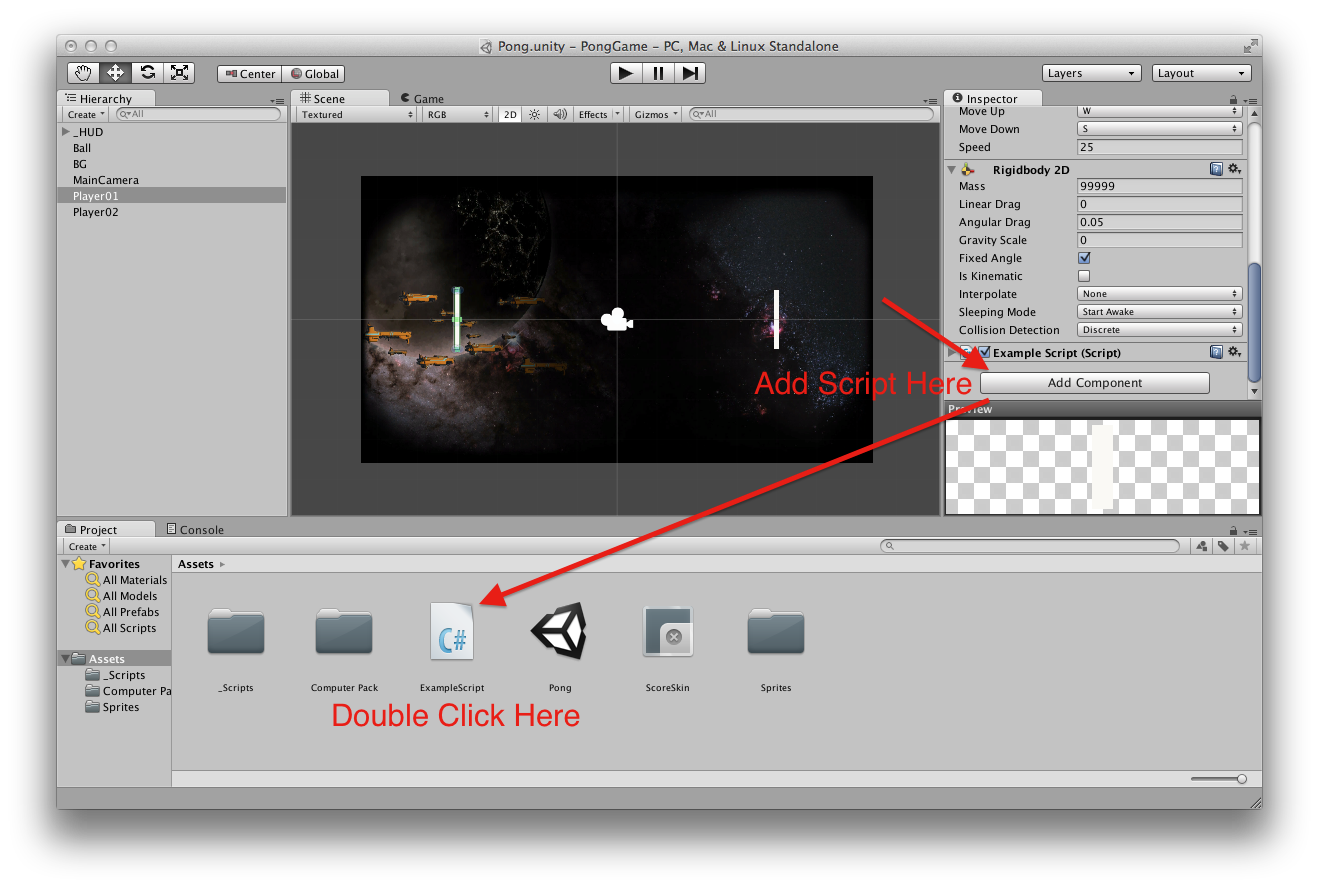 Pong.unity – PongGame – PC, Mac & Linux Standalone
Center Global
Layers Layout
Hierarchy
Create All
_HUD
Ball
BG
MainCamera
Player01
Player02
Scene Game
Textured RGB 2D Effects Gizmos All
Inspector
Move Up W
Move Down S
Speed 25
Rigidbody 2D
Mass 99999
Linear Drag 0
Angular Drag 0.05
Gravity Scale 0
Fixed Angle
Is Kinematic
Interpolate None
Sleeping Mode Start Awake
Collision Detection Discrete
Example Script (Script)
Add Script Here
Add Component
Preview
Project Console
Create
Favorites
All Materials
All Models
All Prefabs
All Scripts
Assets
_Scripts
Computer Pa
Sprites
Assets
C#
_Scripts Computer Pack ExampleScript Pong ScoreSkin Sprites
Double Click Here